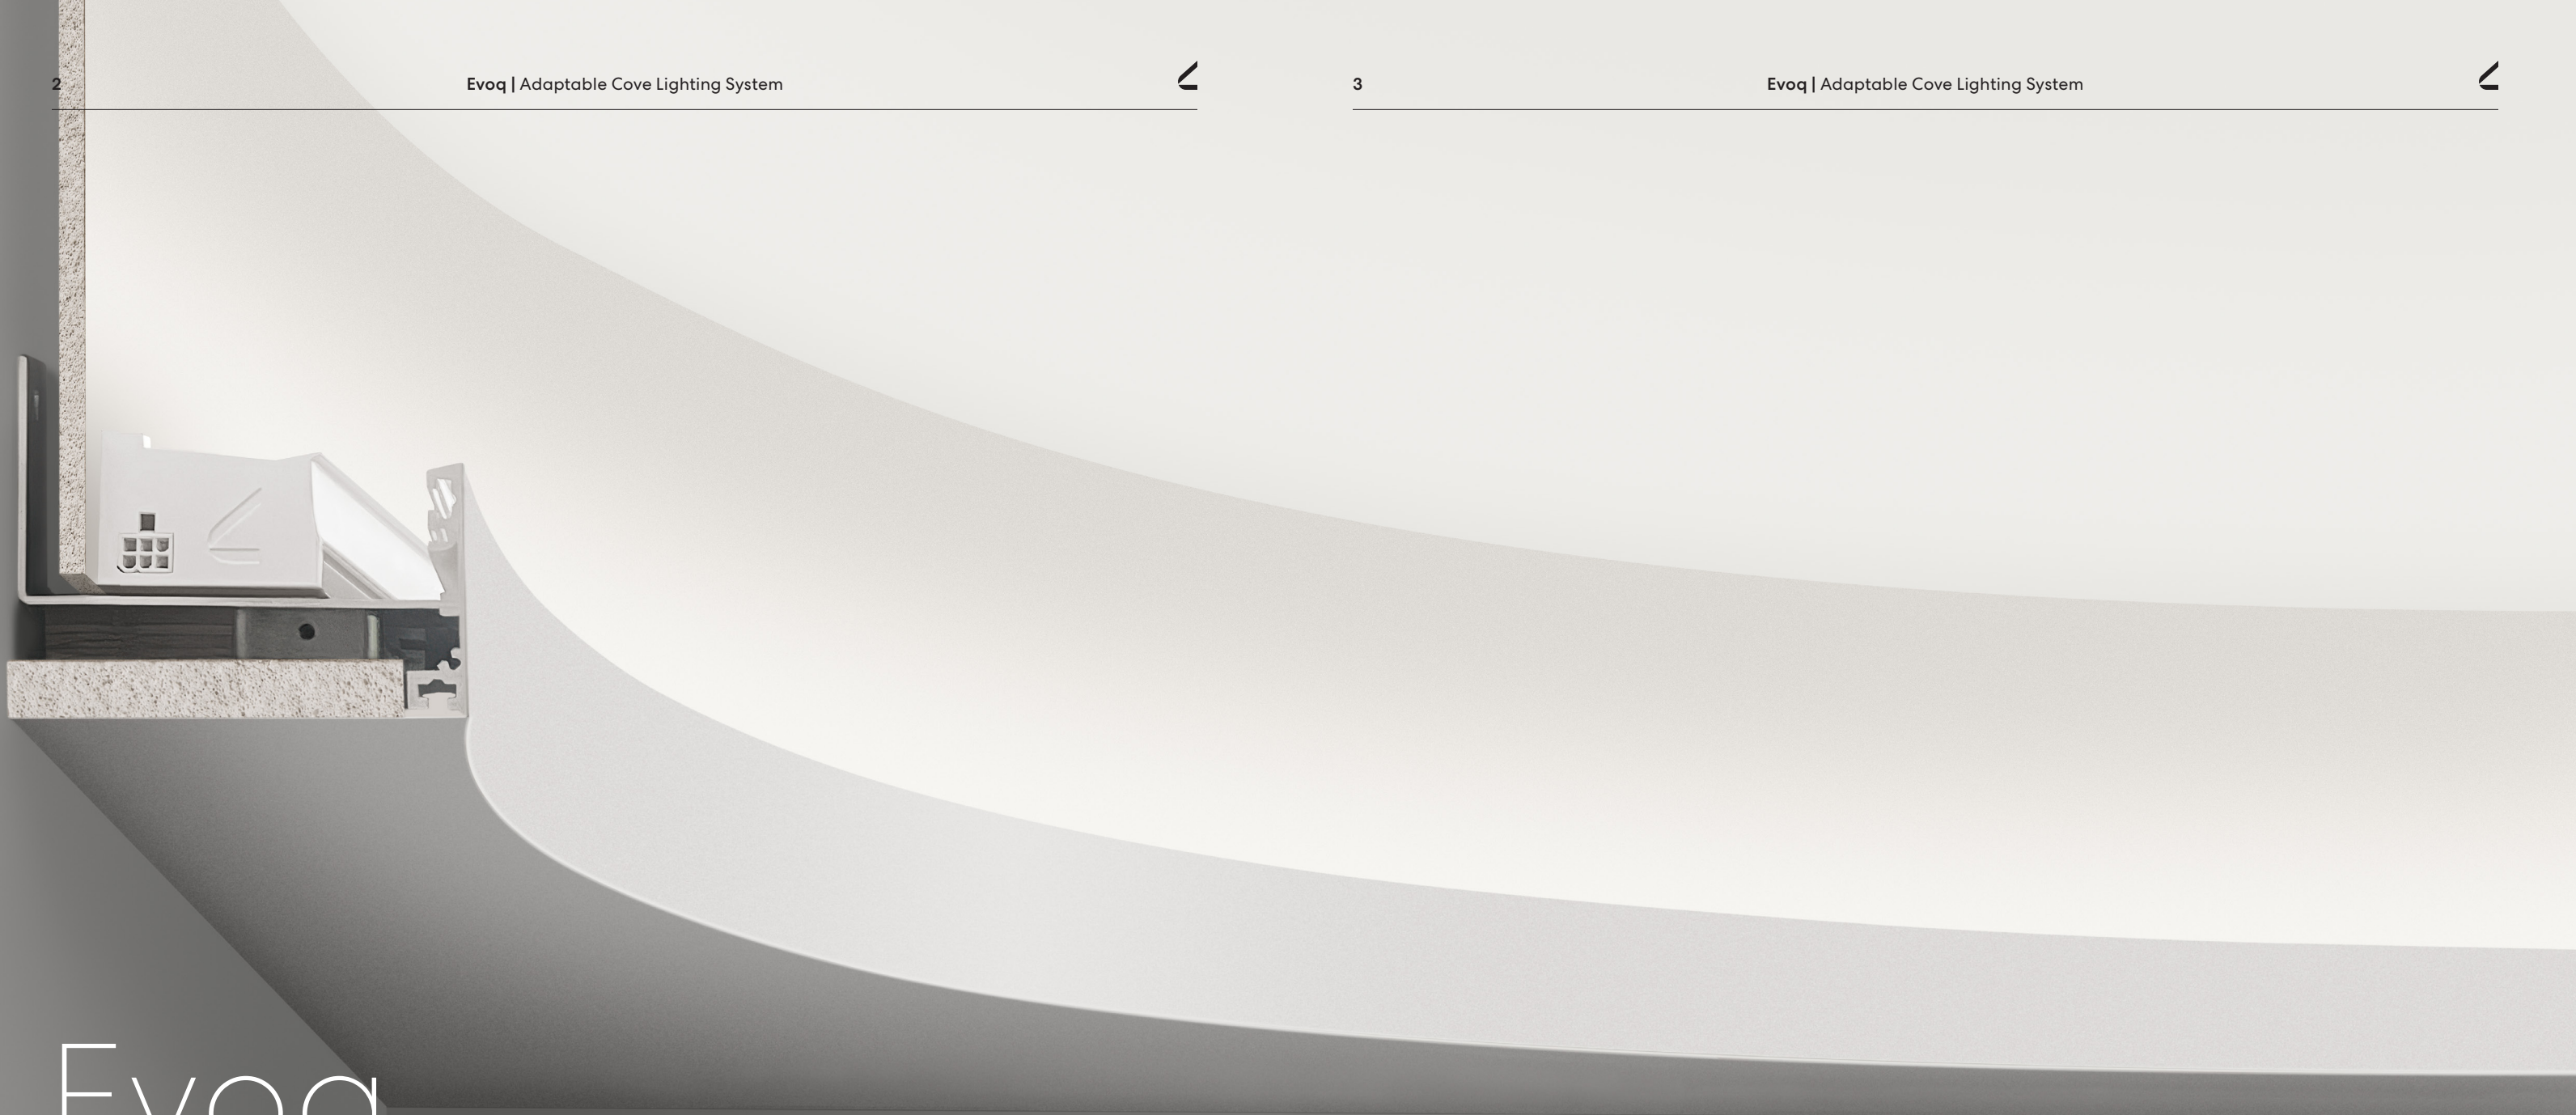 2
Evoq | Adaptable Cove Lighting System
3
Evoq | Adaptable Cove Lighting System
Evoq